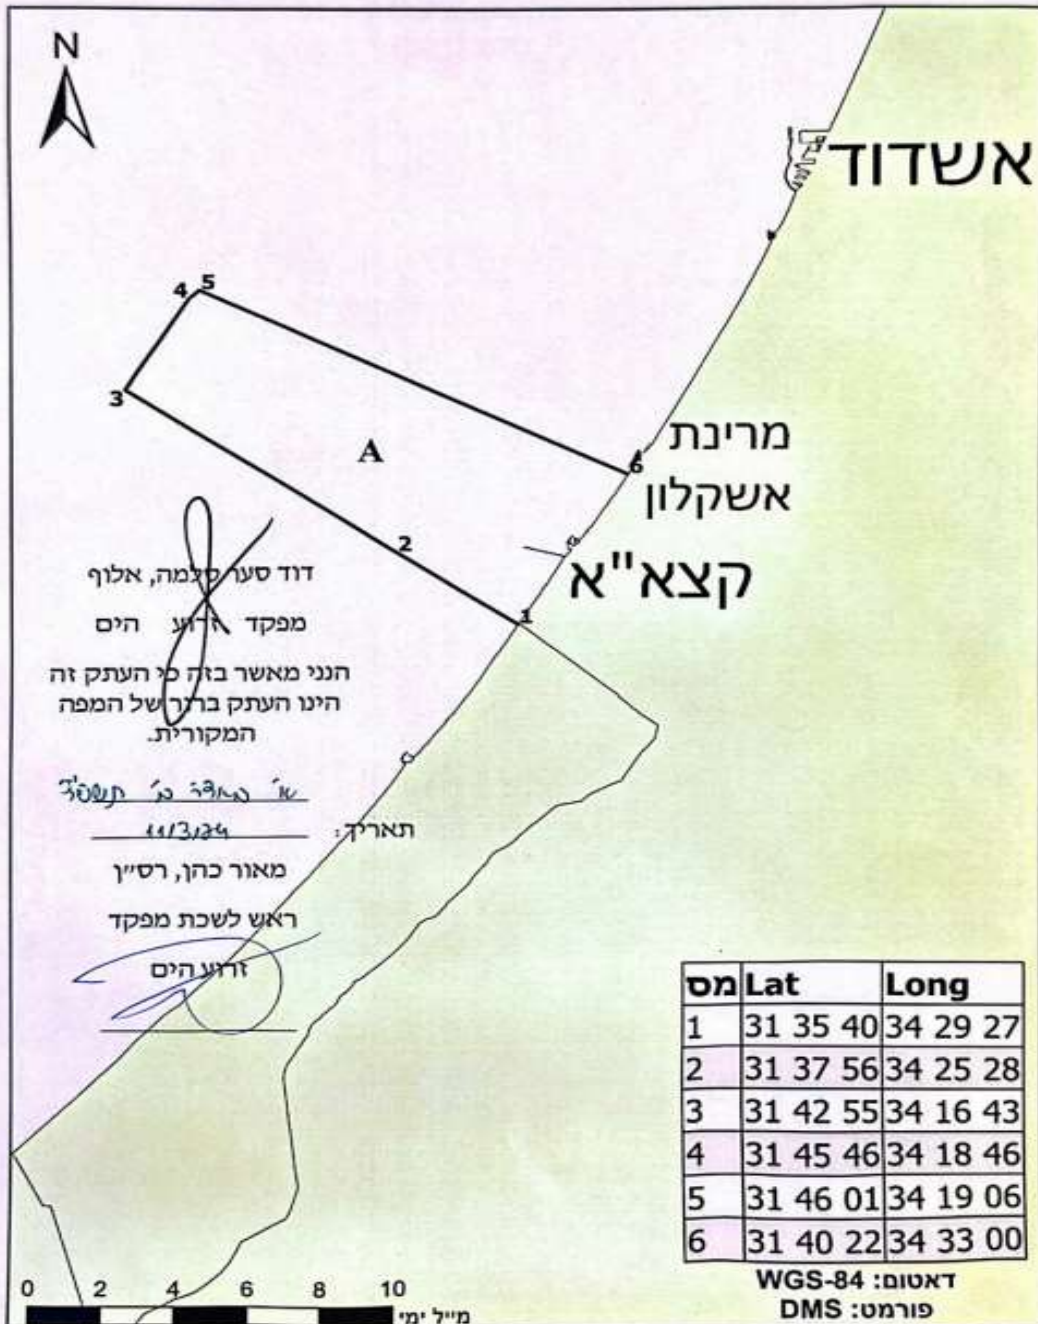 N
אשדוד
5
4
3
A
מרינת
6
אשקלון
2
קצא"א
1
דוד סער סלמה, אלוף
מפקד זרוע הים
הנני מאשר בזה כי העתק זה
הינו העתק ברור של המפה
המקורית.
א' באדר ב' תשפ"ד
תאריך: 11/3/24
מאור כהן, רס"ן
ראש לשכת מפקד
זרוע הים
מס Lat Long
1 31 35 40 34 29 27
2 31 37 56 34 25 28
3 31 42 55 34 16 43
4 31 45 46 34 18 46
5 31 46 01 34 19 06
6 31 40 22 34 33 00
דאטום: WGS-84
פורמט: DMS
0 2 4 6 8 10
מייל ימי